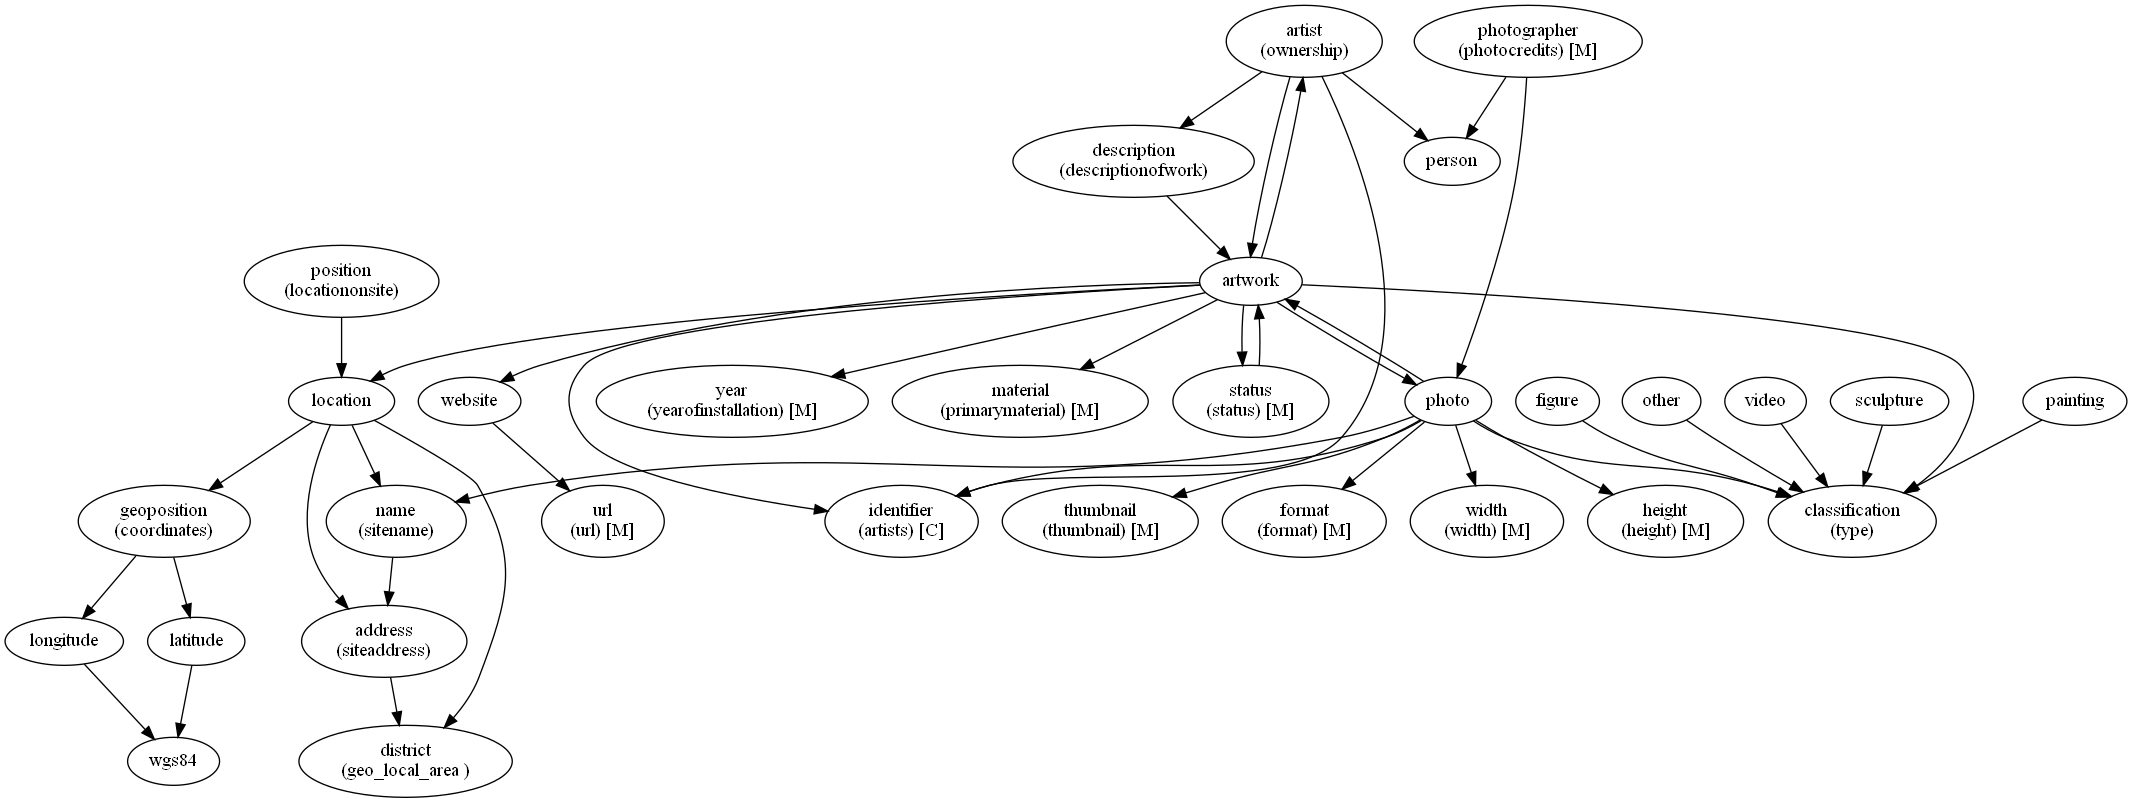 artist
(ownership)
photographer
(photocredits) [M]
description
(descriptionofwork)
person
position
(locationonsite)
artwork
location
website
year
(yearofinstallation) [M]
material
(primarymaterial) [M]
status
(status) [M]
photo
figure
other
video
sculpture
painting
geoposition
(coordinates)
name
(sitename)
url
(url) [M]
identifier
(artists) [C]
thumbnail
(thumbnail) [M]
format
(format) [M]
width
(width) [M]
height
(height) [M]
classification
(type)
longitude
latitude
address
(siteaddress)
wgs84
district
(geo_local_area )